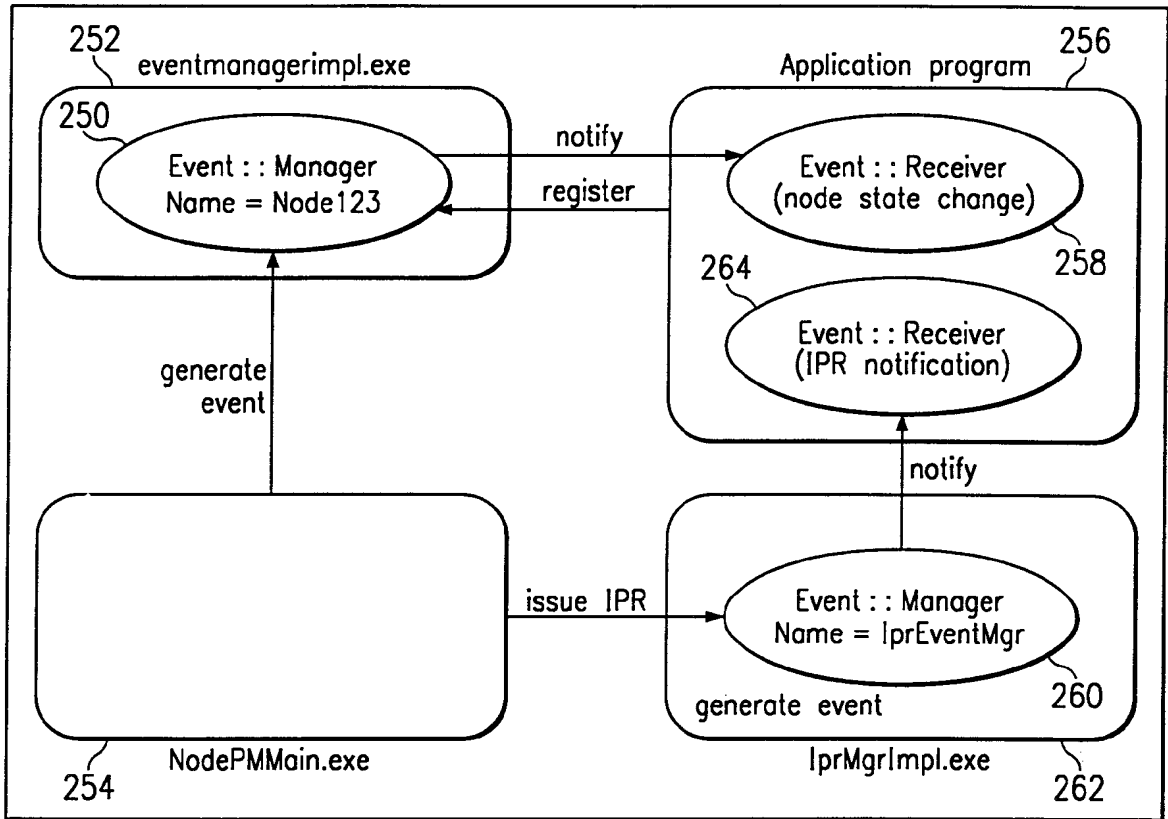 252
eventmanagerimpl.exe
250
Event : : Manager
Name = Node123
notify
register
Application program
256
Event : : Receiver
(node state change)
258
264
Event : : Receiver
(IPR notification)
generate
event
notify
issue IPR
Event : : Manager
Name = IprEventMgr
260
generate event
NodePMMain.exe
254
IprMgrImpl.exe
262